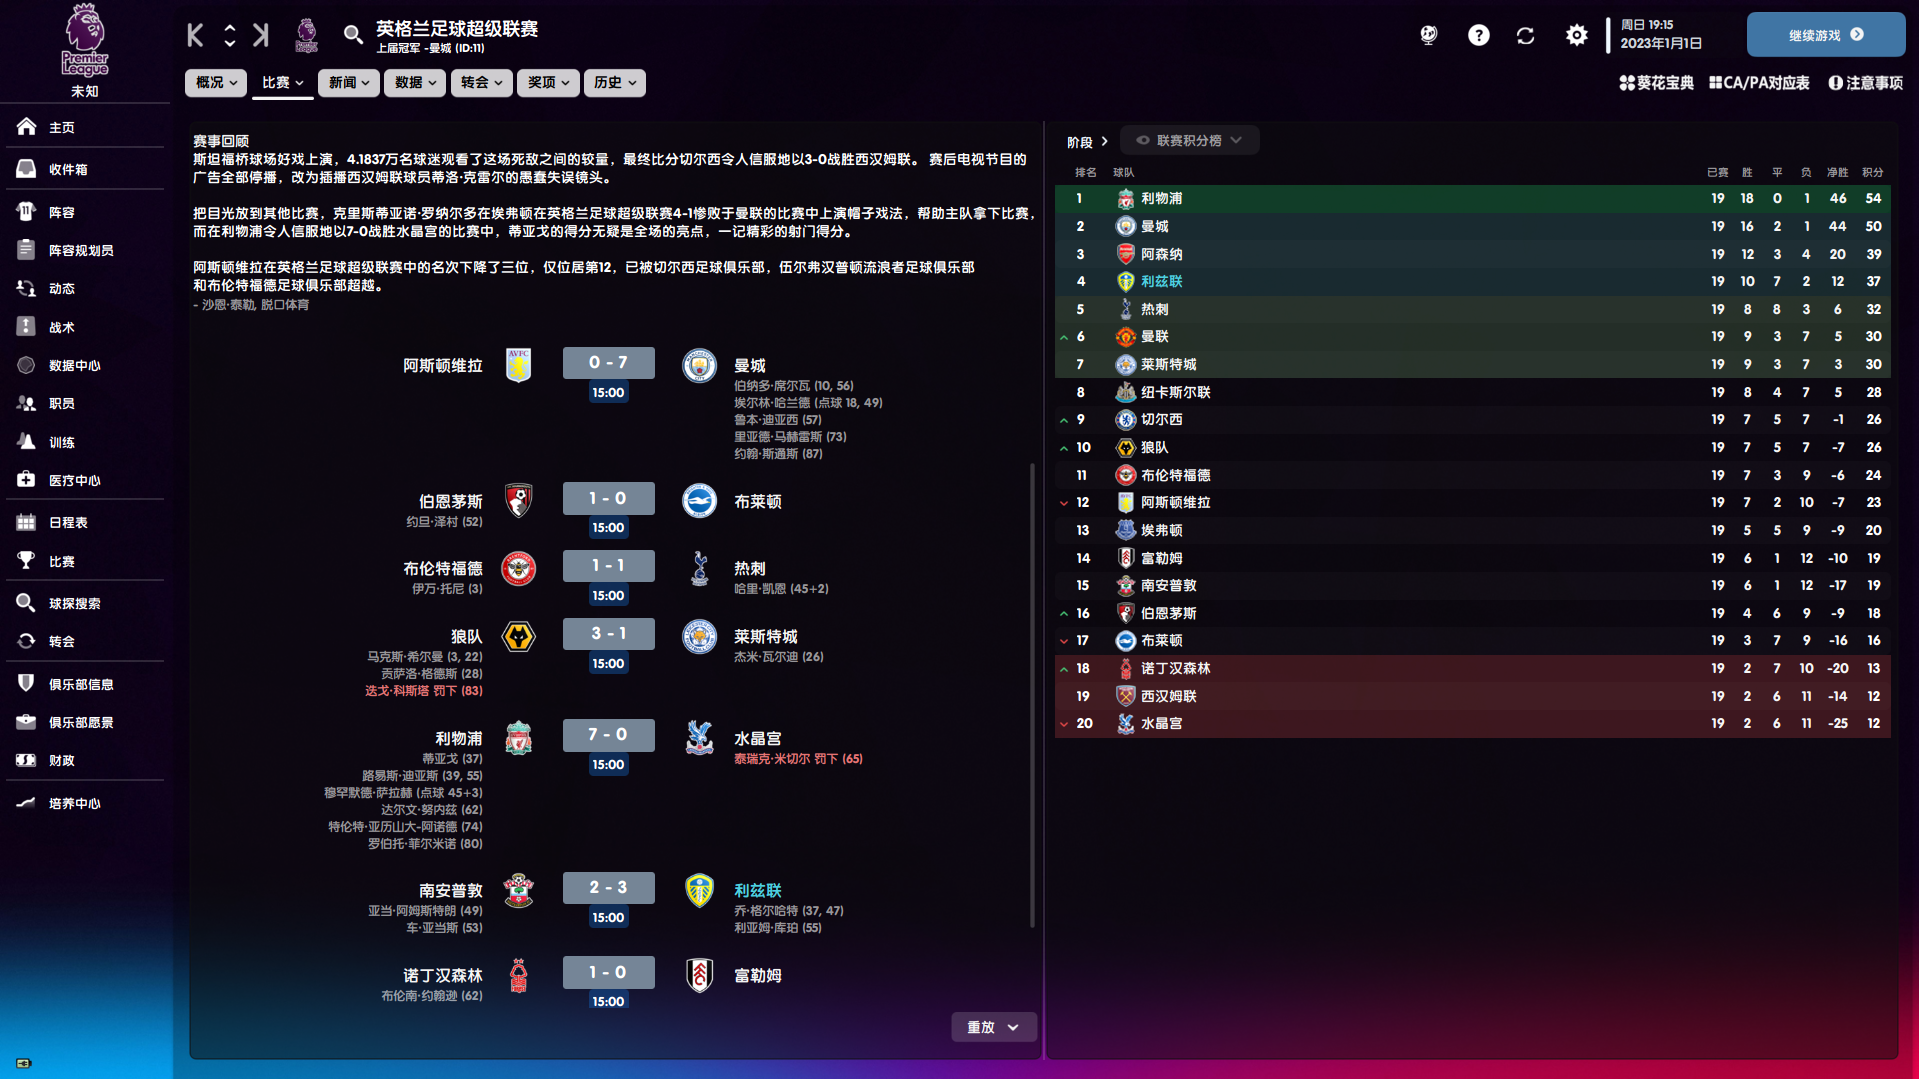 Premier League
未知
主页
收件箱
阵容
阵容规划员
动态
战术
数据中心
职员
训练
医疗中心
日程表
比赛
球探搜索
转会
俱乐部信息
俱乐部愿景
财政
培养中心
英格兰足球超级联赛
上届冠军 -曼城 (ID:11)
周日 19:15
2023年1月1日
继续游戏
概况
比赛
新闻
数据
转会
奖项
历史
葵花宝典
CA/PA对应表
注意事项
赛事回顾
斯坦福桥球场好戏上演，4.1837万名球迷观看了这场死敌之间的较量，最终比分切尔西令人信服地以3-0战胜西汉姆联。 赛后电视节目的
广告全部停播，改为插播西汉姆联球员蒂洛·克雷尔的愚蠢失误镜头。
把目光放到其他比赛，克里斯蒂亚诺·罗纳尔多在埃弗顿在英格兰足球超级联赛4-1惨败于曼联的比赛中上演帽子戏法，帮助主队拿下比赛，
而在利物浦令人信服地以7-0战胜水晶宫的比赛中，蒂亚戈的得分无疑是全场的亮点，一记精彩的射门得分。
阿斯顿维拉在英格兰足球超级联赛中的名次下降了三位，仅位居第12，已被切尔西足球俱乐部，伍尔弗汉普顿流浪者足球俱乐部
和布伦特福德足球俱乐部超越。
- 沙恩·泰勒, 脱口体育
阿斯顿维拉 0 - 7 曼城
15:00
伯纳多·席尔瓦 (10, 56)
埃尔林·哈兰德 (点球 18, 49)
鲁本·迪亚西 (57)
里亚德·马赫雷斯 (73)
约翰·斯通斯 (87)
伯恩茅斯 1 - 0 布莱顿
约旦·泽村 (52)
15:00
布伦特福德 1 - 1 热刺
伊万·托尼 (3) 15:00 哈里·凯恩 (45+2)
狼队 3 - 1 莱斯特城
马克斯·希尔曼 (3, 22) 15:00 杰米·瓦尔迪 (26)
贡萨洛·格德斯 (28)
迭戈·科斯塔 罚下 (83)
利物浦 7 - 0 水晶宫
蒂亚戈 (37) 15:00 泰瑞克·米切尔 罚下 (65)
路易斯·迪亚斯 (39, 55)
穆罕默德·萨拉赫 (点球 45+3)
达尔文·努内兹 (62)
特伦特·亚历山大-阿诺德 (74)
罗伯托·菲尔米诺 (80)
南安普敦 2 - 3 利兹联
亚当·阿姆斯特朗 (49) 15:00 乔·格尔哈特 (37, 47)
车·亚当斯 (53) 利亚姆·库珀 (55)
诺丁汉森林 1 - 0 富勒姆
布伦南·约翰逊 (62) 15:00
重放
阶段
联赛积分榜
排名 球队 已赛 胜 平 负 净胜 积分
1 利物浦 19 18 0 1 46 54
2 曼城 19 16 2 1 44 50
3 阿森纳 19 12 3 4 20 39
4 利兹联 19 10 7 2 12 37
5 热刺 19 8 8 3 6 32
6 曼联 19 9 3 7 5 30
7 莱斯特城 19 9 3 7 3 30
8 纽卡斯尔联 19 8 4 7 5 28
9 切尔西 19 7 5 7 -1 26
10 狼队 19 7 5 7 -7 26
11 布伦特福德 19 7 3 9 -6 24
12 阿斯顿维拉 19 7 2 10 -7 23
13 埃弗顿 19 5 5 9 -9 20
14 富勒姆 19 6 1 12 -10 19
15 南安普敦 19 6 1 12 -17 19
16 伯恩茅斯 19 4 6 9 -9 18
17 布莱顿 19 3 7 9 -16 16
18 诺丁汉森林 19 2 7 10 -20 13
19 西汉姆联 19 2 6 11 -14 12
20 水晶宫 19 2 6 11 -25 12